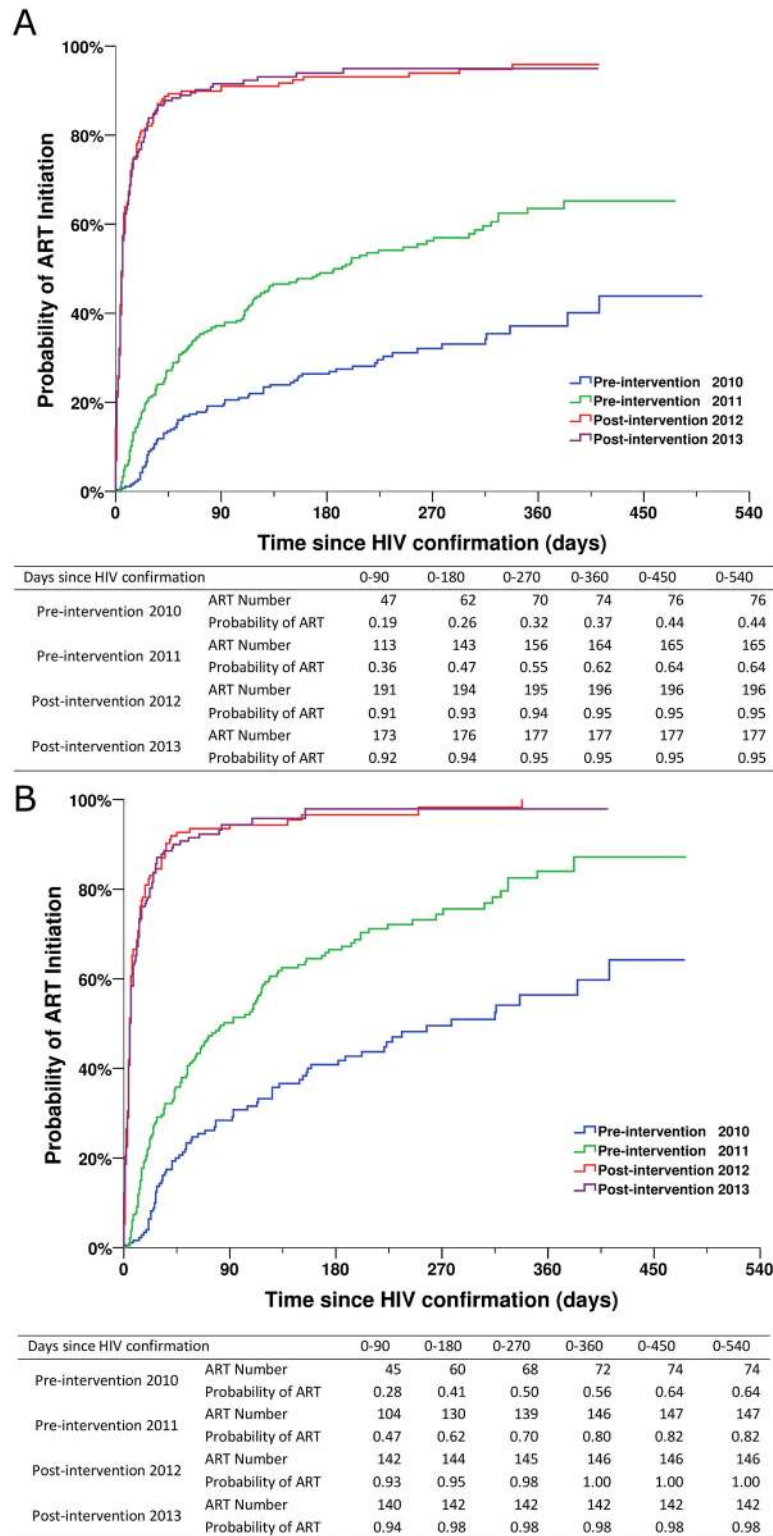 A
100%
80%
60%
40%
20%
0%
Probability of ART Initiation
Pre-intervention 2010
Pre-intervention 2011
Post-intervention 2012
Post-intervention 2013
0 90 180 270 360 450 540
Time since HIV confirmation (days)
Days since HIV confirmation 0-90 0-180 0-270 0-360 0-450 0-540
Pre-intervention 2010 ART Number 47 62 70 74 76 76
Probability of ART 0.19 0.26 0.32 0.37 0.44 0.44
Pre-intervention 2011 ART Number 113 143 156 164 165 165
Probability of ART 0.36 0.47 0.55 0.62 0.64 0.64
Post-intervention 2012 ART Number 191 194 195 196 196 196
Probability of ART 0.91 0.93 0.94 0.95 0.95 0.95
Post-intervention 2013 ART Number 173 176 177 177 177 177
Probability of ART 0.92 0.94 0.95 0.95 0.95 0.95
B
100%
80%
60%
40%
20%
0%
Probability of ART Initiation
Pre-intervention 2010
Pre-intervention 2011
Post-intervention 2012
Post-intervention 2013
0 90 180 270 360 450 540
Time since HIV confirmation (days)
Days since HIV confirmation 0-90 0-180 0-270 0-360 0-450 0-540
Pre-intervention 2010 ART Number 45 60 68 72 74 74
Probability of ART 0.28 0.41 0.50 0.56 0.64 0.64
Pre-intervention 2011 ART Number 104 130 139 146 147 147
Probability of ART 0.47 0.62 0.70 0.80 0.82 0.82
Post-intervention 2012 ART Number 142 144 145 146 146 146
Probability of ART 0.93 0.95 0.98 1.00 1.00 1.00
Post-intervention 2013 ART Number 140 142 142 142 142 142
Probability of ART 0.94 0.98 0.98 0.98 0.98 0.98